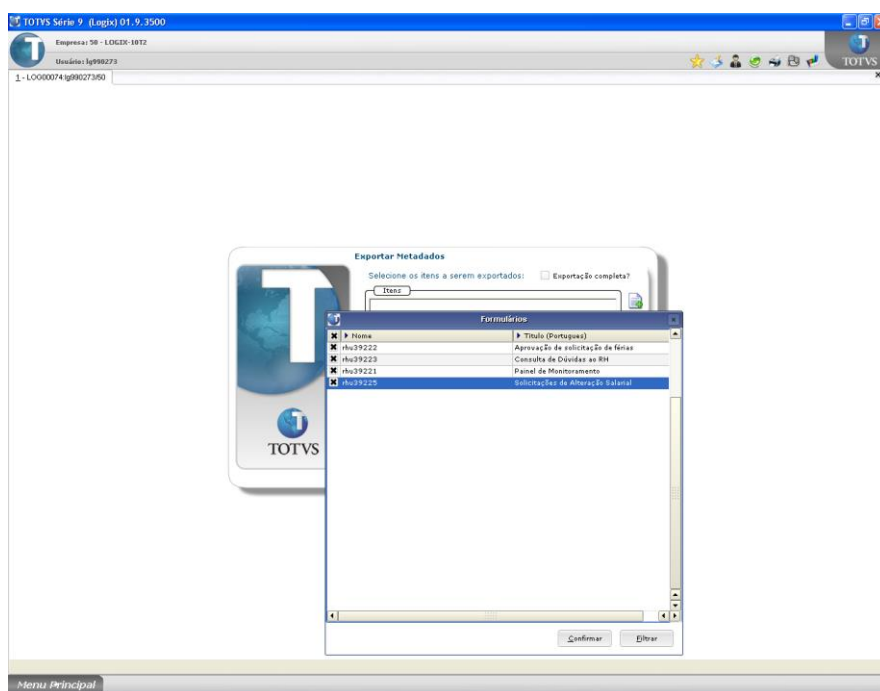 TOTVS Série 9 (Logix) 01.9.3500
Empresa: 50 - LOGIX-10T2
Usuário: lg990273
TOTVS
1 - LOG00074:lg990273/50
Exportar Metadados
Selecione os itens a serem exportados: Exportação completa?
Itens
Formulários
Nome Titulo (Portugues)
rhu39222 Aprovação de solicitação de férias
rhu39223 Consulta de Dúvidas ao RH
rhu39221 Painel de Monitoramento
rhu39225 Solicitações de Alteração Salarial
TOTVS
Confirmar Filtrar
Menu Principal